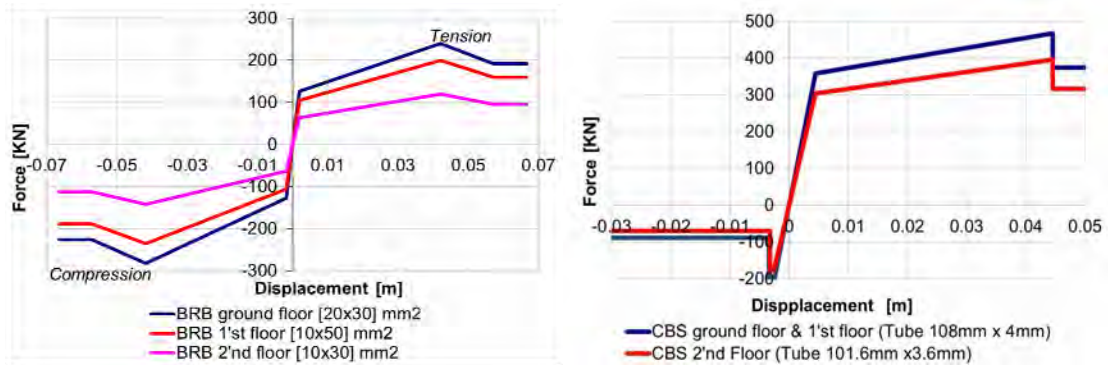 300
Tension
200
100
0
-0.07 -0.05 -0.03 -0.01 0.01 0.03 0.05 0.07
-100
-200
Compression
-300
Force [KN]
Displacement [m]
BRB ground floor [20x30] mm2
BRB 1'st floor [10x50] mm2
BRB 2'nd floor [10x30] mm2
500
400
300
200
100
0
-0.03 -0.02 -0.01 0 0.01 0.02 0.03 0.04 0.05
-100
-200
Force [KN]
Dispplacement [m]
CBS ground floor & 1'st floor (Tube 108mm x 4mm)
CBS 2'nd Floor (Tube 101.6mm x3.6mm)